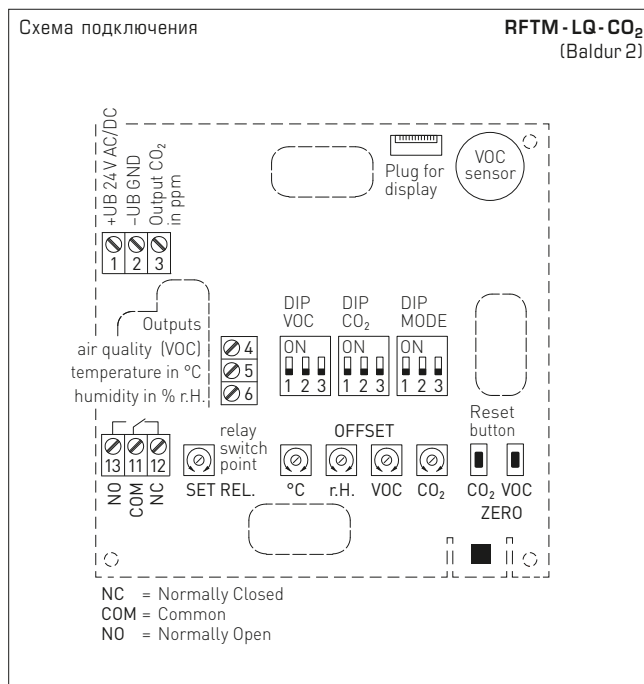 Схема подключения
RFTM-LQ-CO₂
(Baldur 2)
+UB 24 V AC/DC
–UB GND
Output CO₂
in ppm
1 2 3
Plug for
display
VOC
sensor
Outputs
air quality (VOC)
temperature in °C
humidity in % r.H.
4
5
6
DIP
VOC
ON
1 2 3
DIP
CO₂
ON
1 2 3
DIP
MODE
ON
1 2 3
13 11 12
NO
COM
NC
relay
switch
point
SET REL.
OFFSET
°C r.H. VOC CO₂
Reset
button
CO₂ VOC
ZERO
NC = Normally Closed
COM = Common
NO = Normally Open